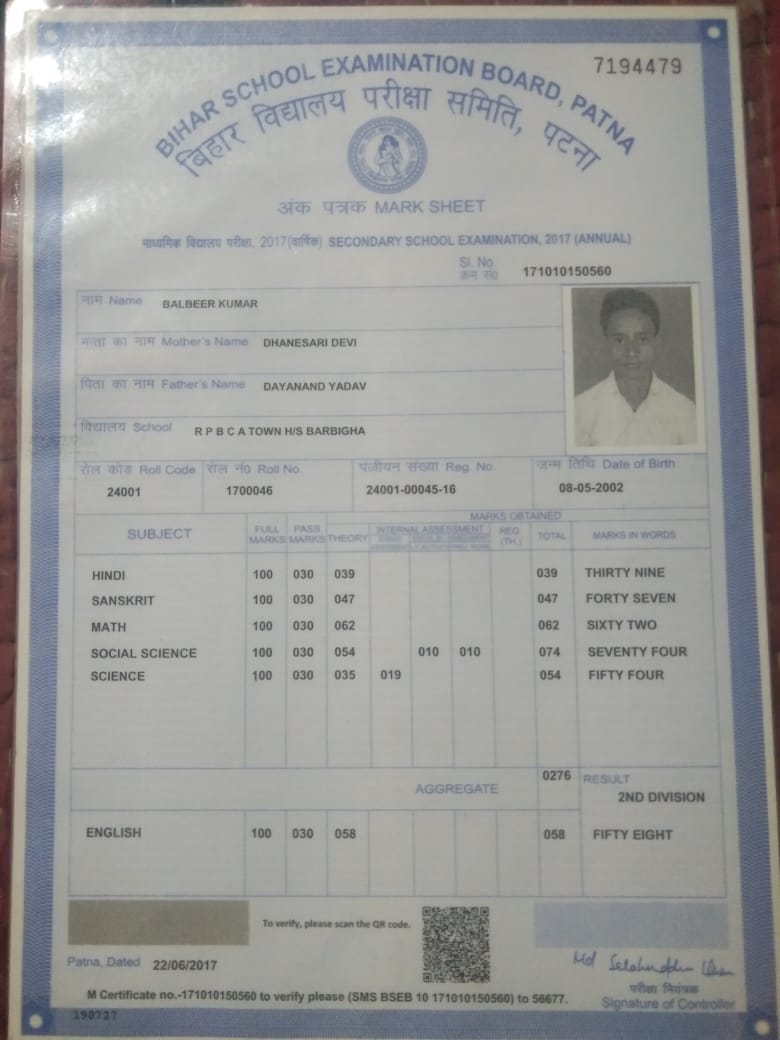 7194479
BIHAR SCHOOL EXAMINATION BOARD, PATNA
बिहार विद्यालय परीक्षा समिति, पटना
अंक पत्रक MARK SHEET
माध्यमिक विद्यालय परीक्षा, 2017(वार्षिक) SECONDARY SCHOOL EXAMINATION, 2017 (ANNUAL)
Sl. No.
क्रम सं0 171010150560
नाम Name BALBEER KUMAR
माता का नाम Mother's Name DHANESARI DEVI
पिता का नाम Father's Name DAYANAND YADAV
विद्यालय School R P B C A TOWN H/S BARBIGHA
रोल कोड Roll Code रोल नं0 Roll No. पंजीयन संख्या Reg. No. जन्म तिथि Date of Birth
24001 1700046 24001-00045-16 08-05-2002
MARKS OBTAINED
SUBJECT FULL MARKS PASS MARKS THEORY INTERNAL ASSESSMENT REG (TH.) TOTAL MARKS IN WORDS
HINDI 100 030 039 039 THIRTY NINE
SANSKRIT 100 030 047 047 FORTY SEVEN
MATH 100 030 062 062 SIXTY TWO
SOCIAL SCIENCE 100 030 054 010 010 074 SEVENTY FOUR
SCIENCE 100 030 035 019 054 FIFTY FOUR
AGGREGATE 0276 RESULT
2ND DIVISION
ENGLISH 100 030 058 058 FIFTY EIGHT
To verify, please scan the QR code.
Patna, Dated 22/06/2017
Md
परीक्षा नियंत्रक
Signature of Controller
M Certificate no.-171010150560 to verify please (SMS BSEB 10 171010150560) to 56677.
190727